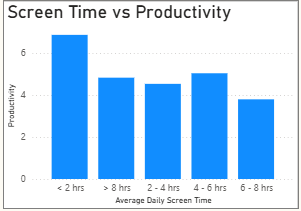 Screen Time vs Productivity
6
4
2
0
Productivity
< 2 hrs > 8 hrs 2 - 4 hrs 4 - 6 hrs 6 - 8 hrs
Average Daily Screen Time